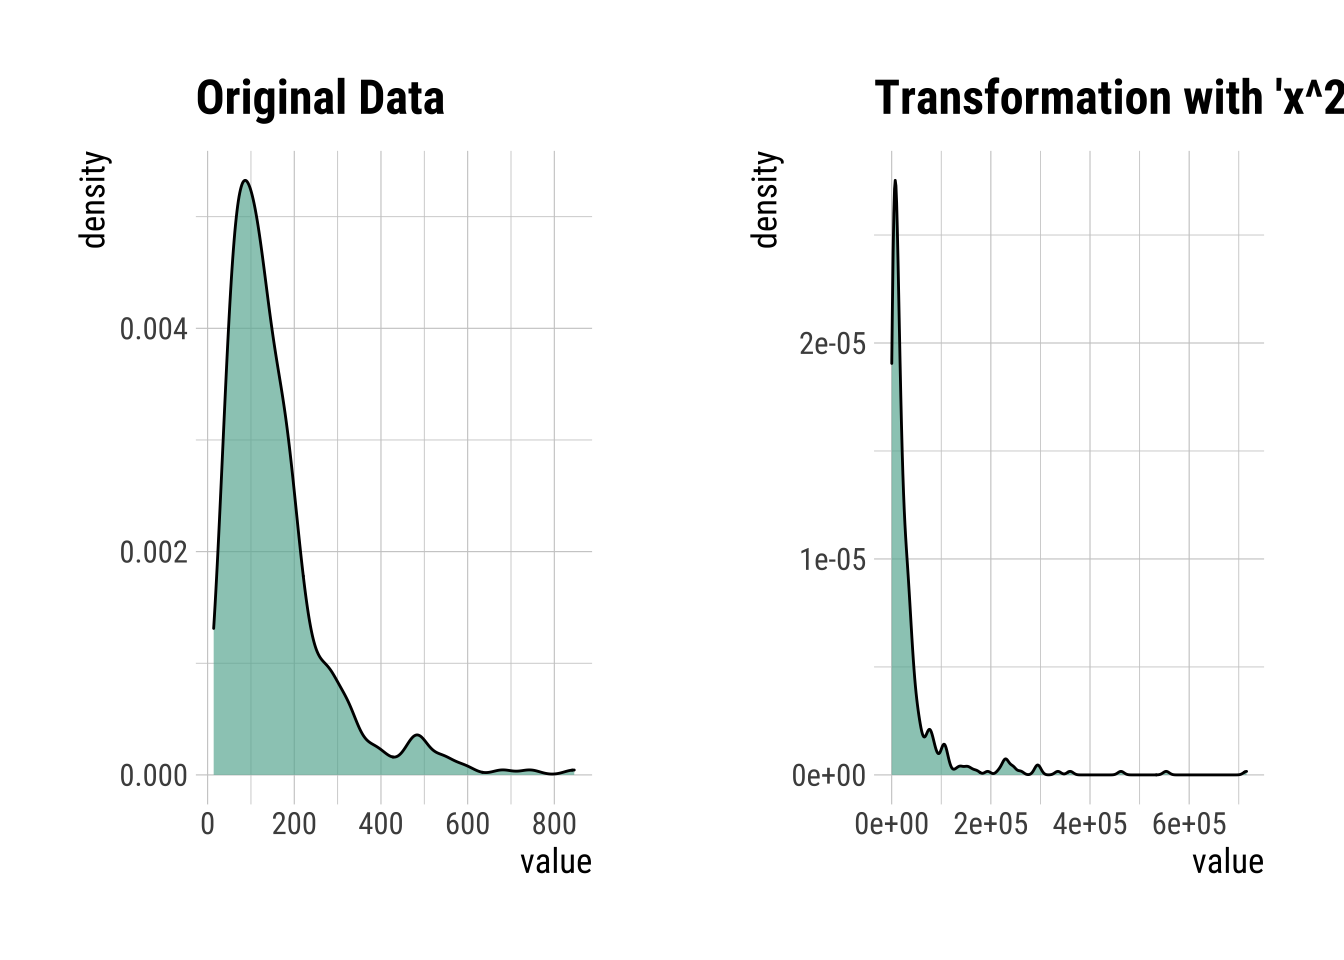 Original Data
density
0.004
0.002
0.000
0 200 400 600 800
value
Transformation with 'x^2
density
2e-05
1e-05
0e+00
0e+00 2e+05 4e+05 6e+05
value